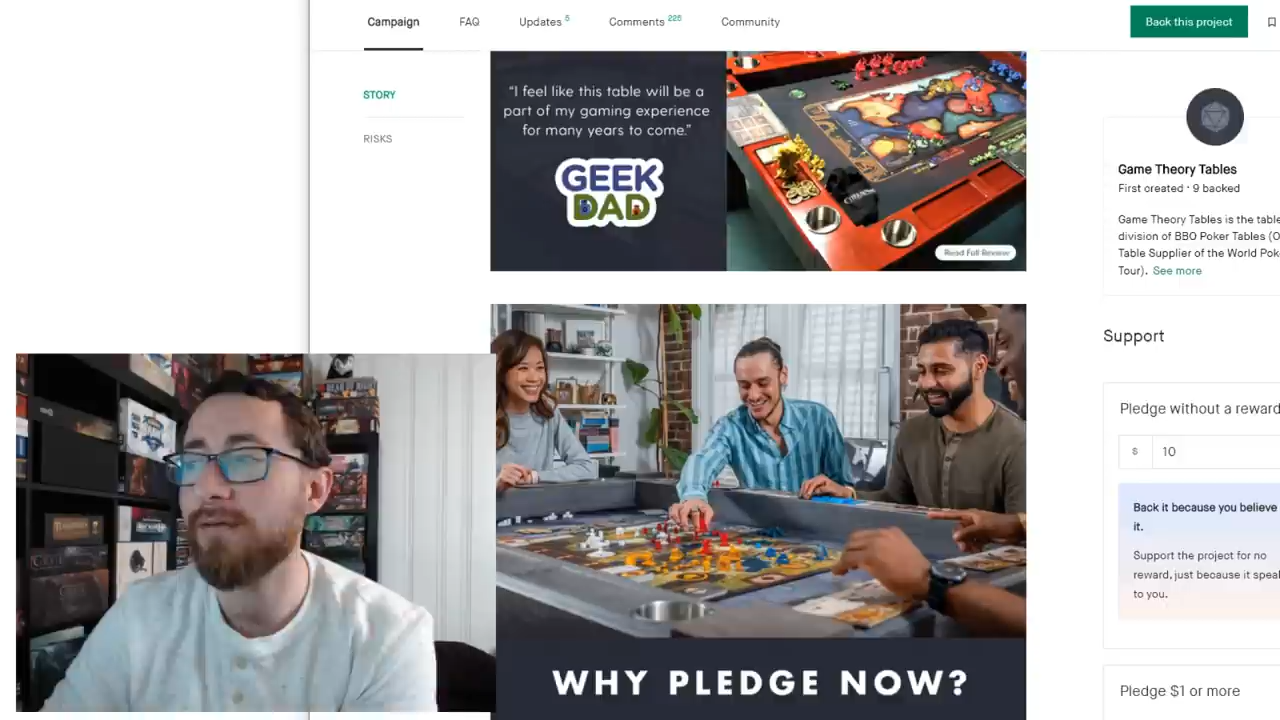 Campaign
FAQ
Updates 5
Comments 226
Community
Back this project
STORY
RISKS
“I feel like this table will be a
part of my gaming experience
for many years to come.”
GEEK
DAD
Read Full Review
Game Theory Tables
First created · 9 backed
Game Theory Tables is the table
division of BBO Poker Tables (O
Table Supplier of the World Pok
Tour). See more
Support
Pledge without a reward
$ 10
Back it because you believe
it.
Support the project for no
reward, just because it speak
to you.
Pledge $1 or more
WHY PLEDGE NOW?